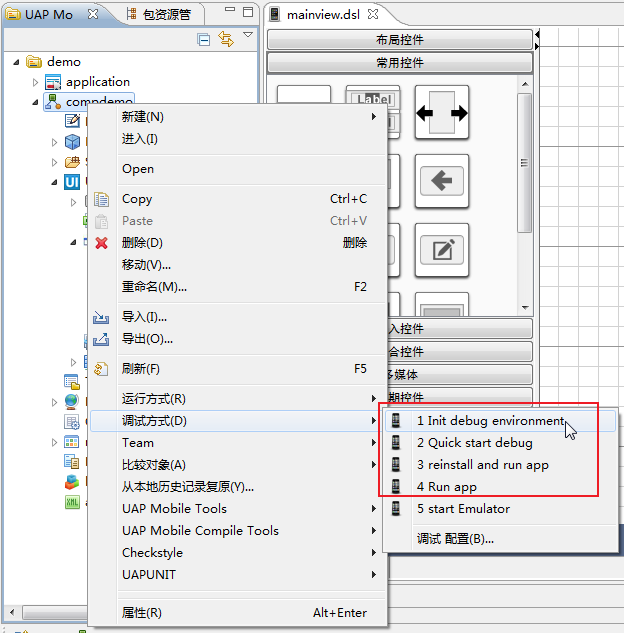 UAP Mo
包资源管
mainview.dsl
布局控件
常用控件
demo
application
compdemo
Label
新建(N)
进入(I)
Open
Copy Ctrl+C
Paste Ctrl+V
删除(D) 删除
移动(V)...
重命名(M)... F2
导入(I)...
导出(O)...
刷新(F) F5
运行方式(R)
调试方式(D)
Team
比较对象(A)
从本地历史记录复原(Y)...
UAP Mobile Tools
UAP Mobile Compile Tools
Checkstyle
UAPUNIT
属性(R) Alt+Enter
入控件
合控件
多媒体
期控件
1 Init debug environment
2 Quick start debug
3 reinstall and run app
4 Run app
5 start Emulator
调试 配置(B)...